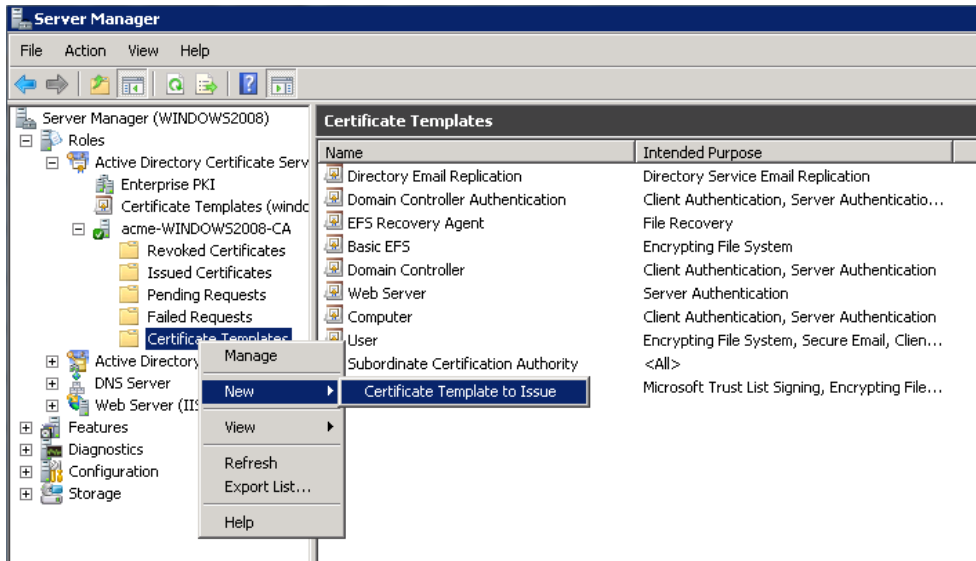 Server Manager
File Action View Help
Server Manager (WINDOWS2008)
Roles
Active Directory Certificate Serv
Enterprise PKI
Certificate Templates (windo
acme-WINDOWS2008-CA
Revoked Certificates
Issued Certificates
Pending Requests
Failed Requests
Certificate Templates
Active Directory
DNS Server
Web Server (IIS
Features
Diagnostics
Configuration
Storage
Manage
New
View
Refresh
Export List...
Help
Certificate Template to Issue
Certificate Templates
Name Intended Purpose
Directory Email Replication Directory Service Email Replication
Domain Controller Authentication Client Authentication, Server Authenticatio...
EFS Recovery Agent File Recovery
Basic EFS Encrypting File System
Domain Controller Client Authentication, Server Authentication
Web Server Server Authentication
Computer Client Authentication, Server Authentication
User Encrypting File System, Secure Email, Clien...
Subordinate Certification Authority <All>
Microsoft Trust List Signing, Encrypting File...